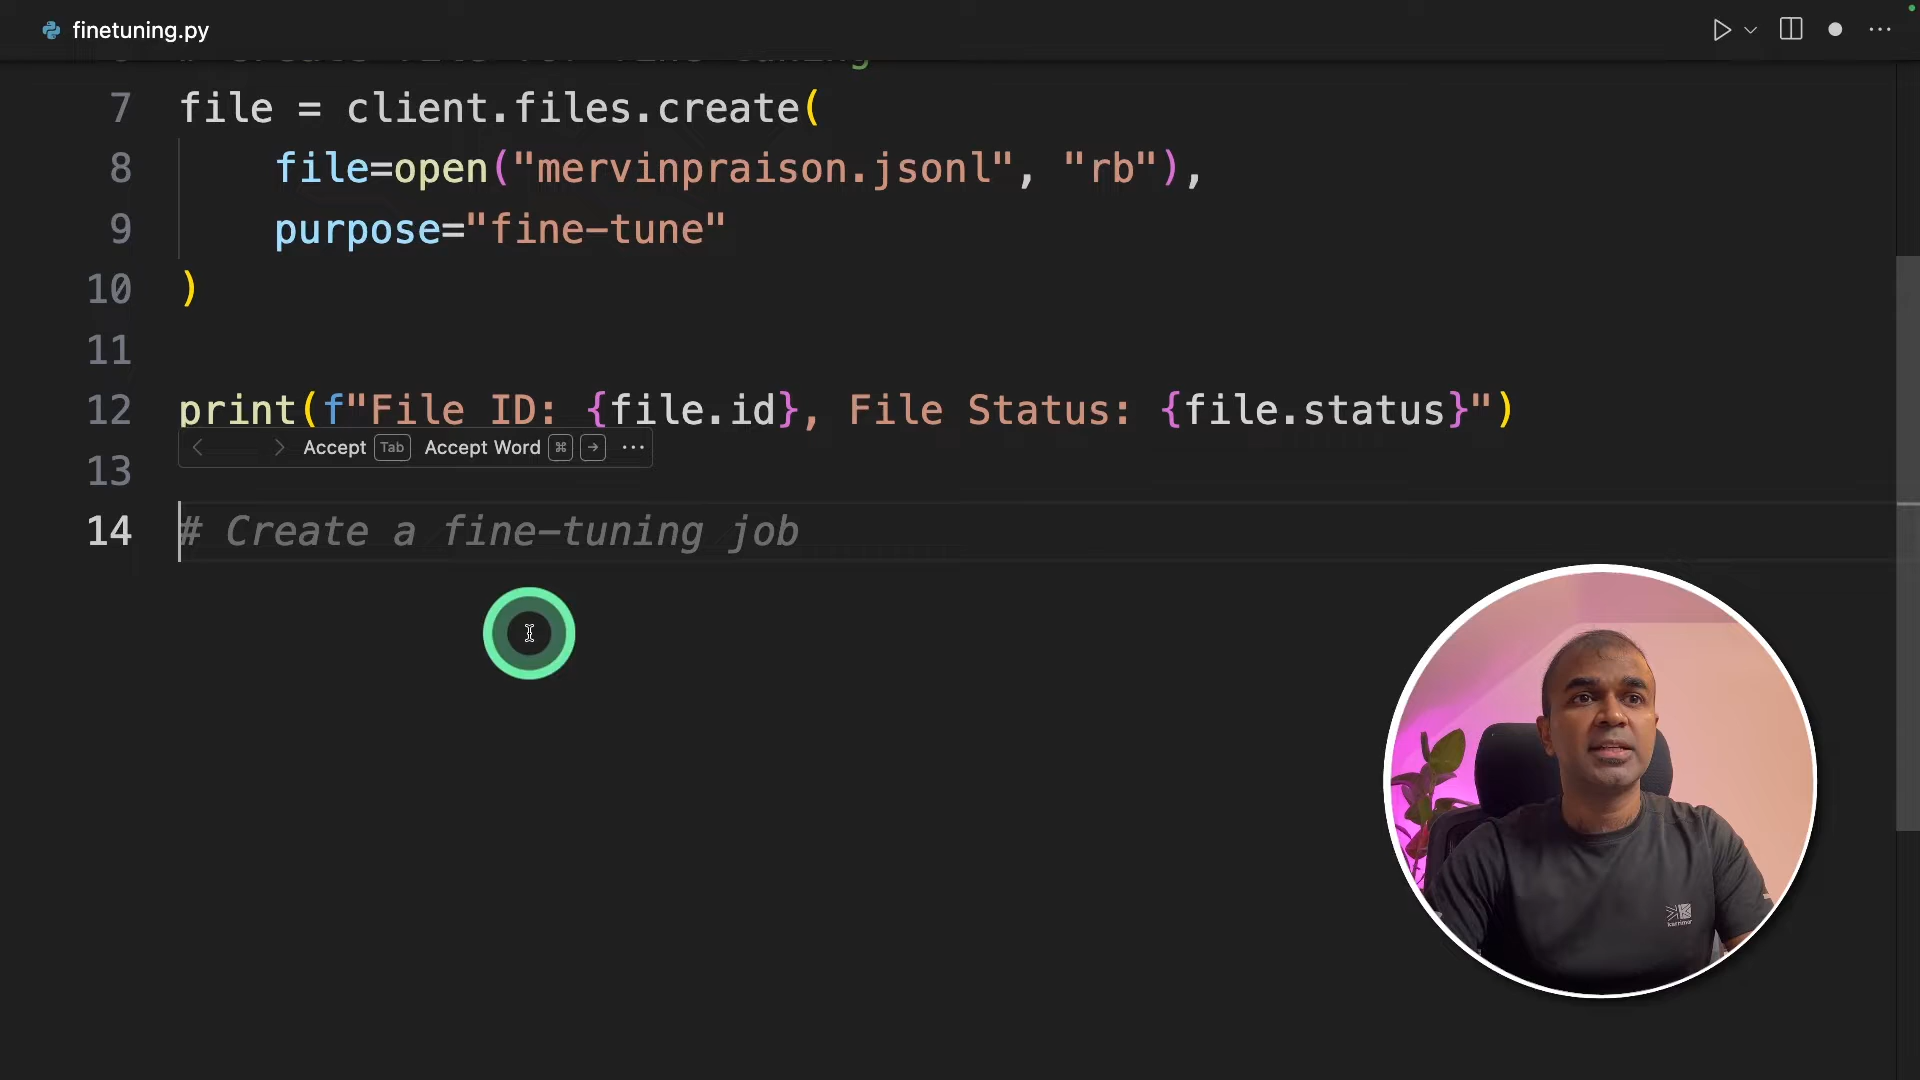 finetuning.py
7 file = client.files.create(
8 file=open("mervinpraison.jsonl", "rb"),
9 purpose="fine-tune"
10 )
11
12 print(f"File ID: {file.id}, File Status: {file.status}")
Accept Tab Accept Word ⌘ →
13
14 # Create a fine-tuning job